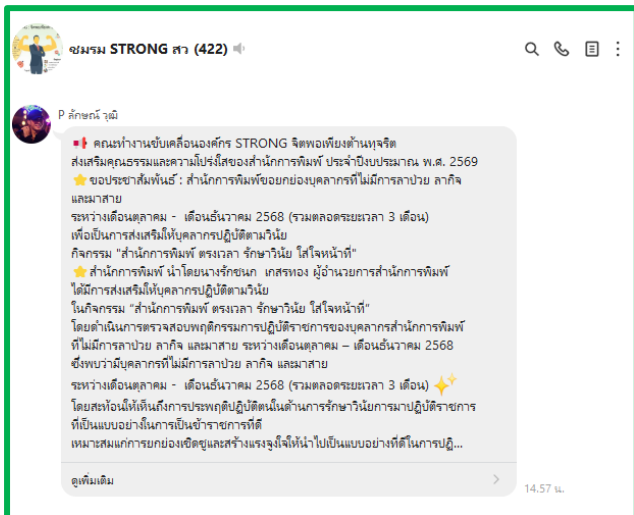 ชมรม STRONG สว (422)
P ลักษณ์ วุฒิ
คณะทำงานขับเคลื่อนองค์กร STRONG จิตพอเพียงต้านทุจริต
ส่งเสริมคุณธรรมและความโปร่งใสของสำนักการพิมพ์ ประจำปีงบประมาณ พ.ศ. 2569
ขอประชาสัมพันธ์ : สำนักการพิมพ์ขอยกย่องบุคลากรที่ไม่มีการลาป่วย ลากิจ
และมาสาย
ระหว่างเดือนตุลาคม - เดือนธันวาคม 2568 (รวมตลอดระยะเวลา 3 เดือน)
เพื่อเป็นการส่งเสริมให้บุคลากรปฏิบัติตามวินัย
กิจกรรม "สำนักการพิมพ์ ตรงเวลา รักษาวินัย ใส่ใจหน้าที่"
สำนักการพิมพ์ นำโดยนางรักชนก เกสรทอง ผู้อำนวยการสำนักการพิมพ์
ได้มีการส่งเสริมให้บุคลากรปฏิบัติตามวินัย
ในกิจกรรม "สำนักการพิมพ์ ตรงเวลา รักษาวินัย ใส่ใจหน้าที่"
โดยดำเนินการตรวจสอบพฤติกรรมการปฏิบัติราชการของบุคลากรสำนักการพิมพ์
ที่ไม่มีการลาป่วย ลากิจ และมาสาย ระหว่างเดือนตุลาคม – เดือนธันวาคม 2568
ซึ่งพบว่ามีบุคลากรที่ไม่มีการลาป่วย ลากิจ และมาสาย
ระหว่างเดือนตุลาคม - เดือนธันวาคม 2568 (รวมตลอดระยะเวลา 3 เดือน)
โดยสะท้อนให้เห็นถึงการประพฤติปฏิบัติตนในด้านการรักษาวินัยการมาปฏิบัติราชการ
ที่เป็นแบบอย่างในการเป็นข้าราชการที่ดี
เหมาะสมแก่การยกย่องเชิดชูและสร้างแรงจูงใจให้นำไปเป็นแบบอย่างที่ดีในการปฏิ...
ดูเพิ่มเติม
14.57 น.